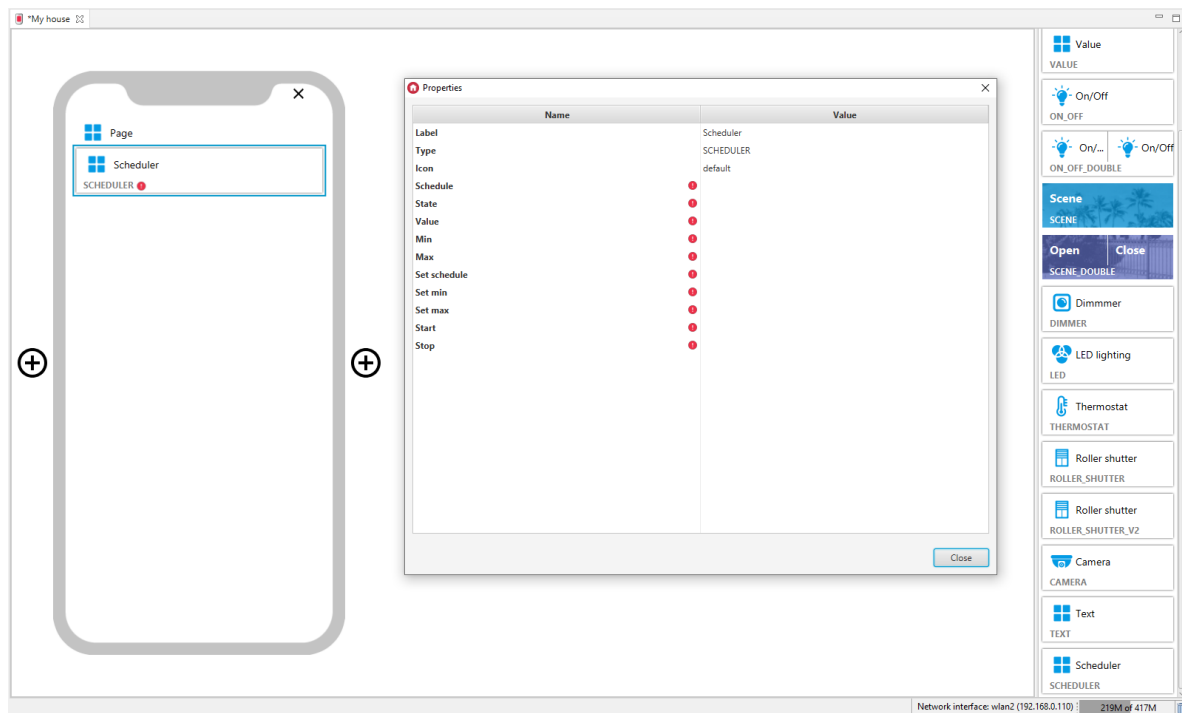 *My house
Page
Scheduler
SCHEDULER
Properties
Name Value
Label Scheduler
Type SCHEDULER
Icon default
Schedule
State
Value
Min
Max
Set schedule
Set min
Set max
Start
Stop
Close
Value
VALUE
On/Off
ON_OFF
On/... On/Off
ON_OFF_DOUBLE
Scene
SCENE
Open Close
SCENE_DOUBLE
Dimmmer
DIMMER
LED lighting
LED
Thermostat
THERMOSTAT
Roller shutter
ROLLER_SHUTTER
Roller shutter
ROLLER_SHUTTER_V2
Camera
CAMERA
Text
TEXT
Scheduler
SCHEDULER
Network interface: wlan2 (192.168.0.110) 219M of 417M